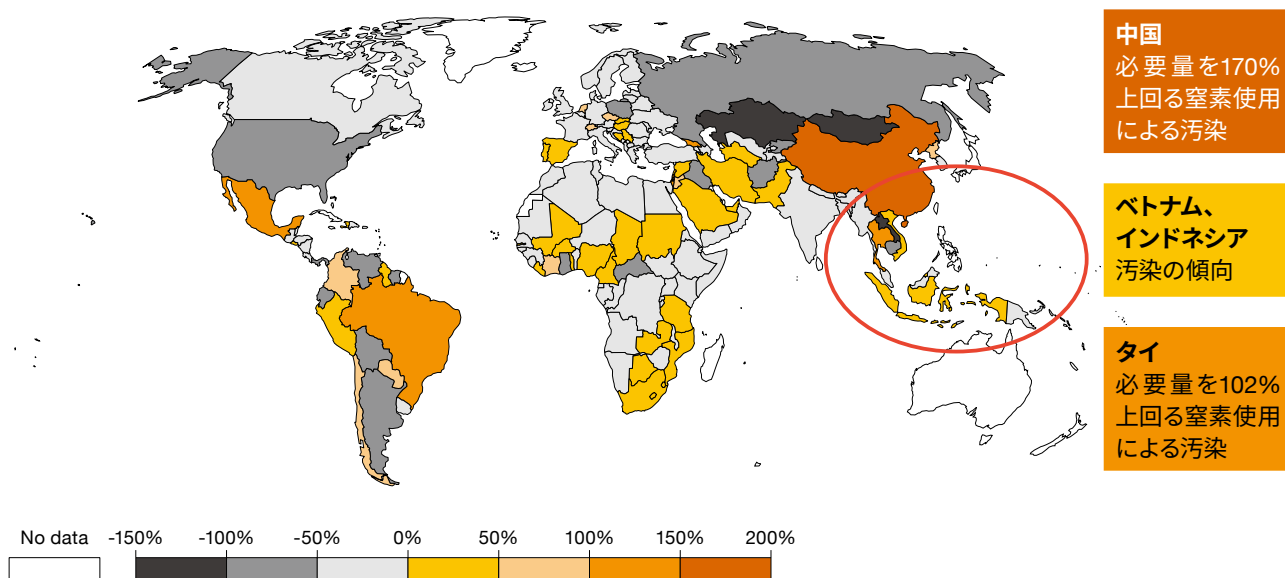 中国
必要量を170%
上回る窒素使用
による汚染
ベトナム、
インドネシア
汚染の傾向
タイ
必要量を102%
上回る窒素使用
による汚染
No data -150% -100% -50% 0% 50% 100% 150% 200%